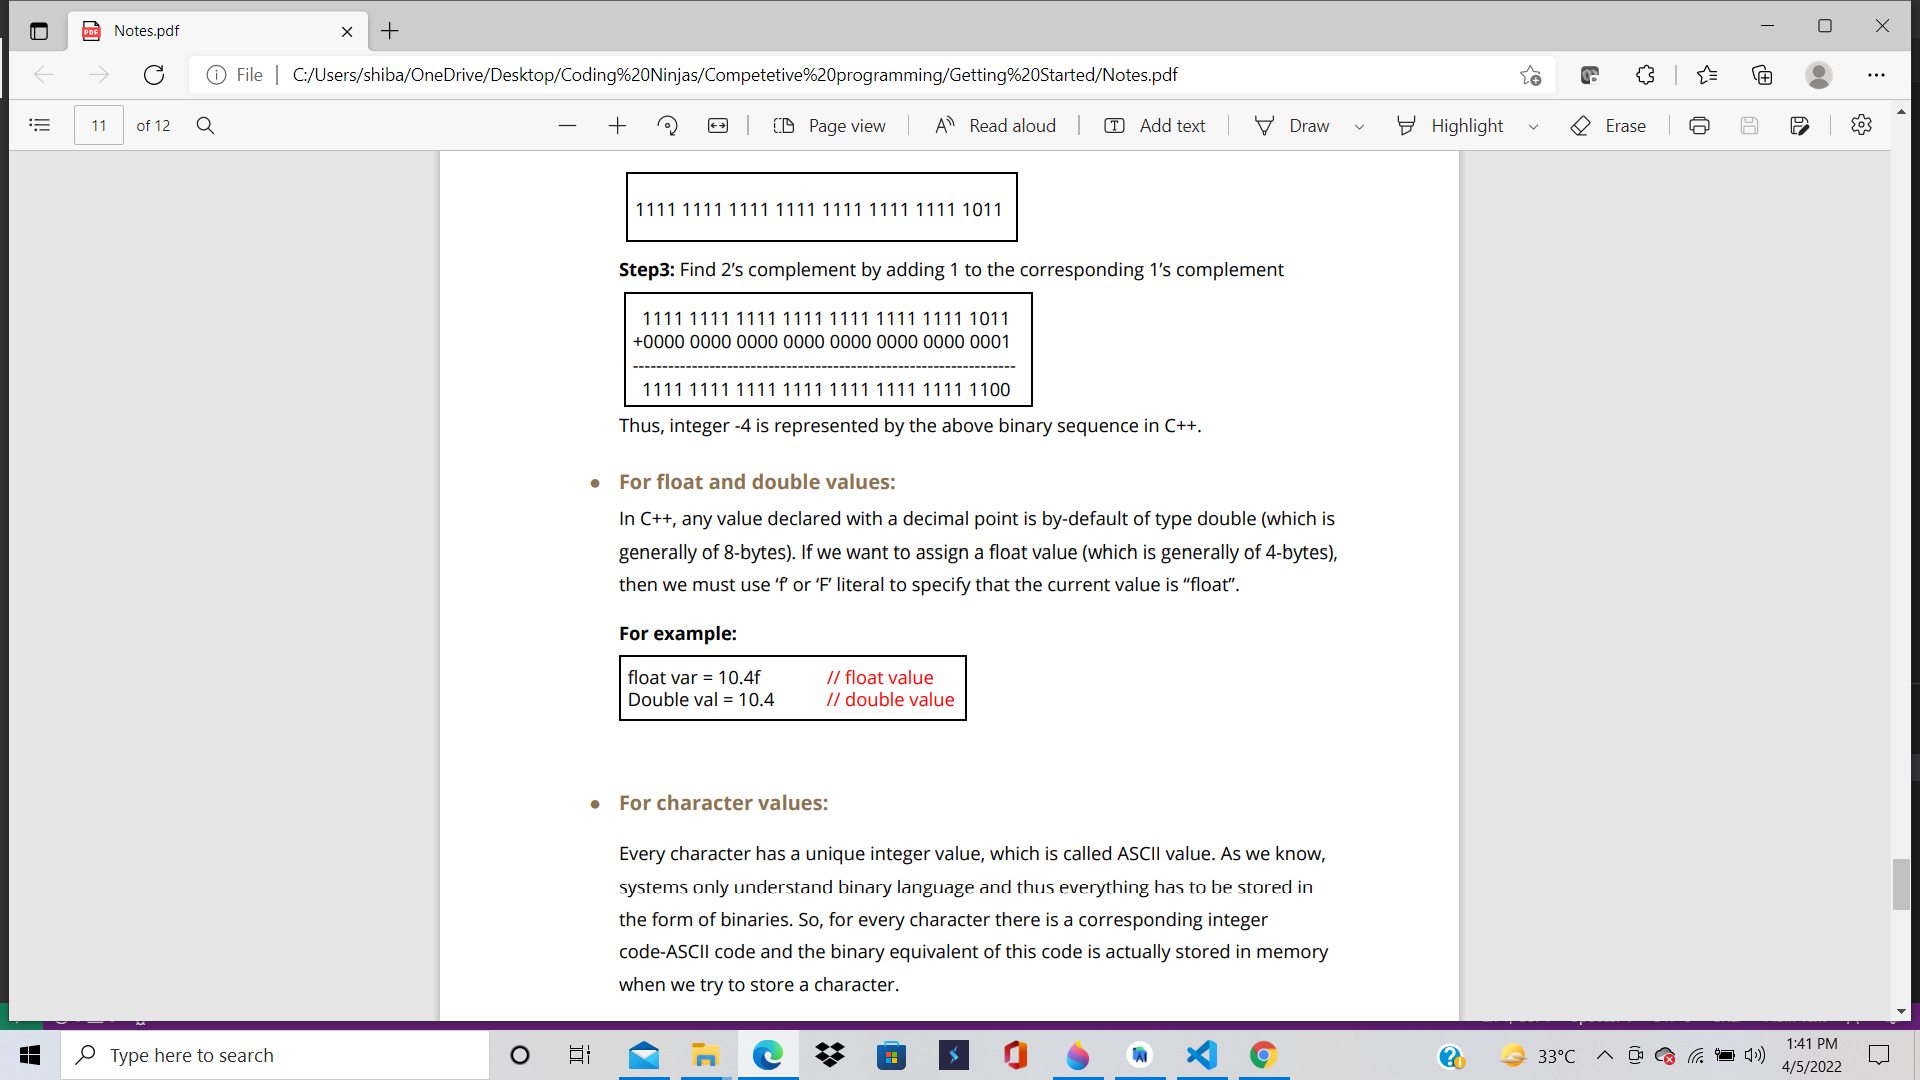 Notes.pdf
File
C:/Users/shiba/OneDrive/Desktop/Coding%20Ninjas/Competetive%20programming/Getting%20Started/Notes.pdf
11 of 12
Page view
Read aloud
Add text
Draw
Highlight
Erase
1111 1111 1111 1111 1111 1111 1111 1011
Step3: Find 2’s complement by adding 1 to the corresponding 1’s complement
1111 1111 1111 1111 1111 1111 1111 1011
+0000 0000 0000 0000 0000 0000 0000 0001
-----------------------------------------------------------------
1111 1111 1111 1111 1111 1111 1111 1100
Thus, integer -4 is represented by the above binary sequence in C++.
● For float and double values:
In C++, any value declared with a decimal point is by-default of type double (which is
generally of 8-bytes). If we want to assign a float value (which is generally of 4-bytes),
then we must use ‘f’ or ‘F’ literal to specify that the current value is “float”.
For example:
float var = 10.4f // float value
Double val = 10.4 // double value
● For character values:
Every character has a unique integer value, which is called ASCII value. As we know,
systems only understand binary language and thus everything has to be stored in
the form of binaries. So, for every character there is a corresponding integer
code-ASCII code and the binary equivalent of this code is actually stored in memory
when we try to store a character.
Type here to search
33°C
1:41 PM
4/5/2022